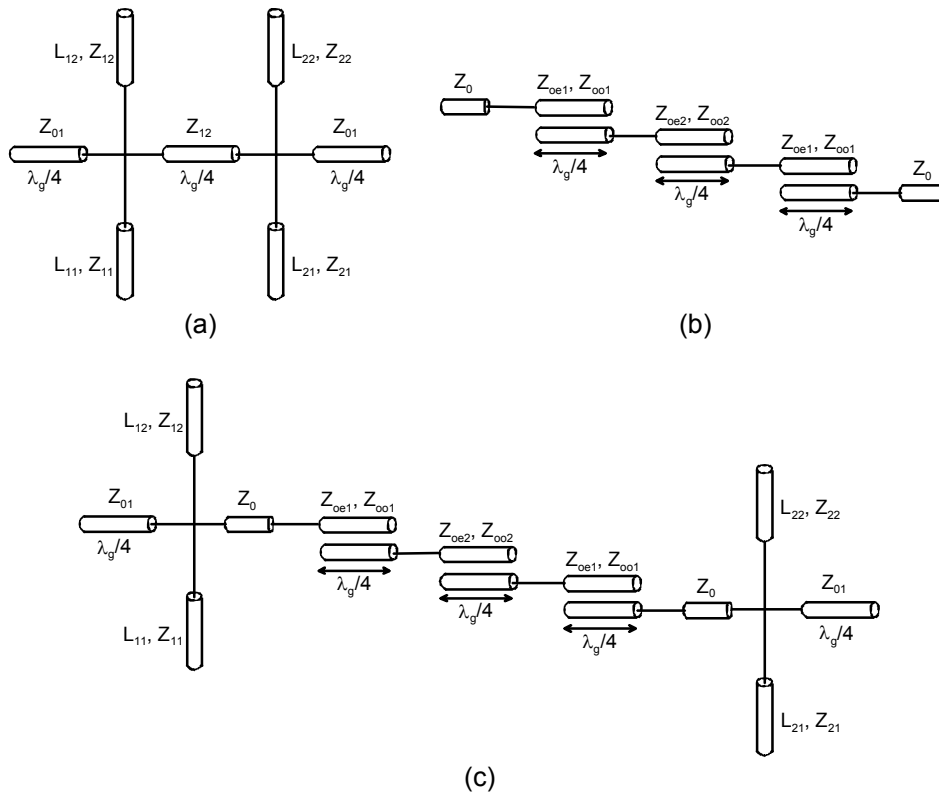 L₁₂, Z₁₂ L₂₂, Z₂₂
Z₀₁ Z₁₂ Z₀₁
λg/4 λg/4 λg/4
L₁₁, Z₁₁ L₂₁, Z₂₁
(a)
Z₀ Zoe1, Zoo1
Zoe2, Zoo2
λg/4 Zoe1, Zoo1
λg/4 Z₀
λg/4
(b)
L₁₂, Z₁₂
Z₀₁ Z₀ Zoe1, Zoo1
λg/4 Zoe2, Zoo2 L₂₂, Z₂₂
λg/4 Zoe1, Zoo1
λg/4 Z₀ Z₀₁
L₁₁, Z₁₁ λg/4 λg/4
L₂₁, Z₂₁
(c)